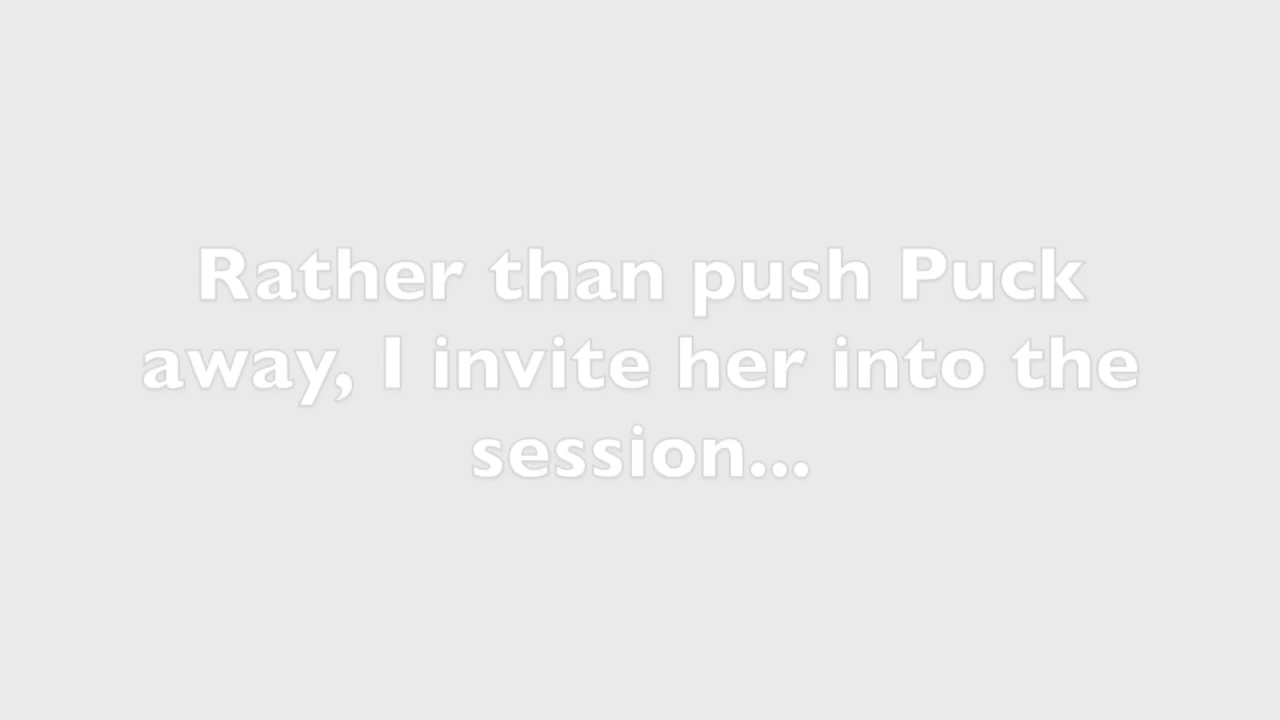 Rather than push Puck
away, I invite her into the
session...